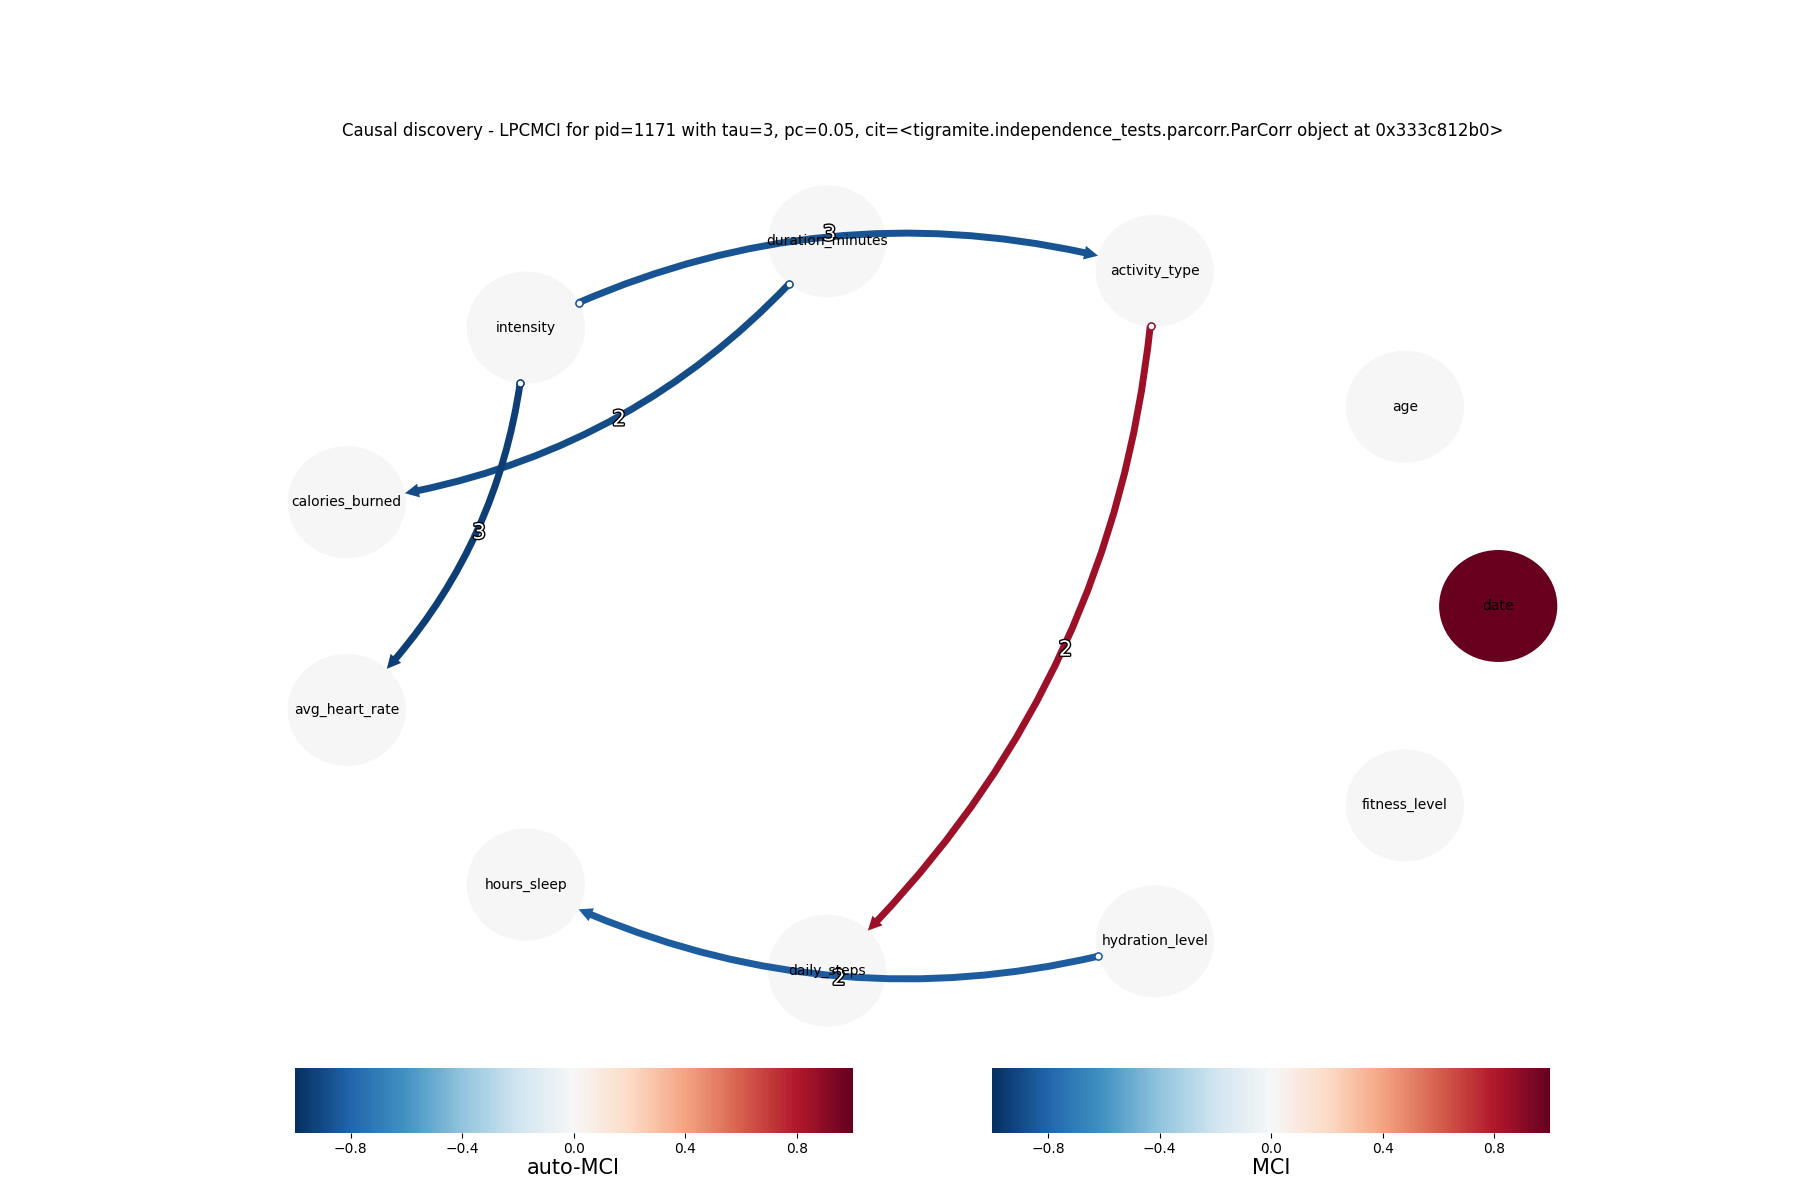 Causal discovery - LPCMCI for pid=1171 with tau=3, pc=0.05, cit=<tigramite.independence_tests.parcorr.ParCorr object at 0x333c812b0>
3
duration_minutes
activity_type
intensity
age
2
calories_burned
3
date
2
avg_heart_rate
fitness_level
hours_sleep
hydration_level
daily_steps
2
−0.8 −0.4 0.0 0.4 0.8
auto-MCI
−0.8 −0.4 0.0 0.4 0.8
MCI